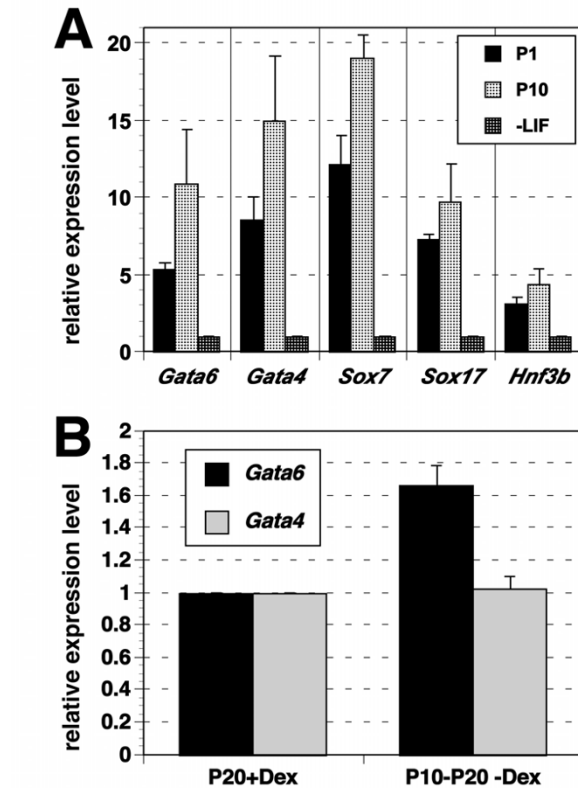 A
relative expression level
20
15
10
5
0
P1
P10
-LIF
Gata6 Gata4 Sox7 Sox17 Hnf3b
B
relative expression level
2
1.8
1.6
1.4
1.2
1
0.8
0.6
0.4
0.2
0
Gata6
Gata4
P20+Dex P10-P20 -Dex